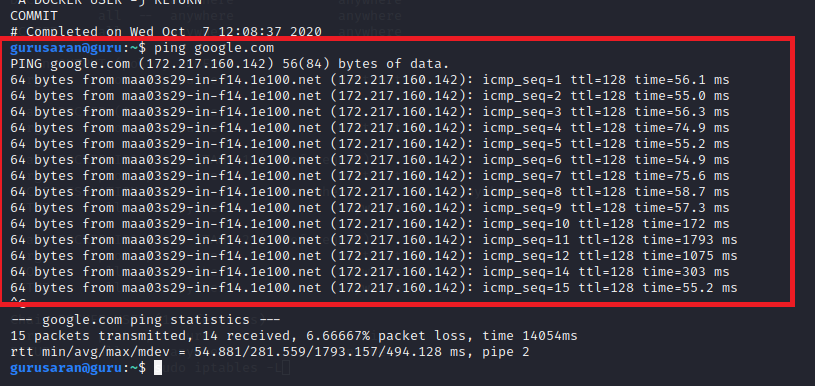 -A DOCKER-USER -j RETURN
COMMIT
# Completed on Wed Oct  7 12:08:37 2020
gurusaran@guru:~$ ping google.com
PING google.com (172.217.160.142) 56(84) bytes of data.
64 bytes from maa03s29-in-f14.1e100.net (172.217.160.142): icmp_seq=1 ttl=128 time=56.1 ms
64 bytes from maa03s29-in-f14.1e100.net (172.217.160.142): icmp_seq=2 ttl=128 time=55.0 ms
64 bytes from maa03s29-in-f14.1e100.net (172.217.160.142): icmp_seq=3 ttl=128 time=56.3 ms
64 bytes from maa03s29-in-f14.1e100.net (172.217.160.142): icmp_seq=4 ttl=128 time=74.9 ms
64 bytes from maa03s29-in-f14.1e100.net (172.217.160.142): icmp_seq=5 ttl=128 time=55.2 ms
64 bytes from maa03s29-in-f14.1e100.net (172.217.160.142): icmp_seq=6 ttl=128 time=54.9 ms
64 bytes from maa03s29-in-f14.1e100.net (172.217.160.142): icmp_seq=7 ttl=128 time=75.6 ms
64 bytes from maa03s29-in-f14.1e100.net (172.217.160.142): icmp_seq=8 ttl=128 time=58.7 ms
64 bytes from maa03s29-in-f14.1e100.net (172.217.160.142): icmp_seq=9 ttl=128 time=57.3 ms
64 bytes from maa03s29-in-f14.1e100.net (172.217.160.142): icmp_seq=10 ttl=128 time=172 ms
64 bytes from maa03s29-in-f14.1e100.net (172.217.160.142): icmp_seq=11 ttl=128 time=1793 ms
64 bytes from maa03s29-in-f14.1e100.net (172.217.160.142): icmp_seq=12 ttl=128 time=1075 ms
64 bytes from maa03s29-in-f14.1e100.net (172.217.160.142): icmp_seq=14 ttl=128 time=303 ms
64 bytes from maa03s29-in-f14.1e100.net (172.217.160.142): icmp_seq=15 ttl=128 time=55.2 ms
^C
--- google.com ping statistics ---
15 packets transmitted, 14 received, 6.66667% packet loss, time 14054ms
rtt min/avg/max/mdev = 54.881/281.559/1793.157/494.128 ms, pipe 2
gurusaran@guru:~$